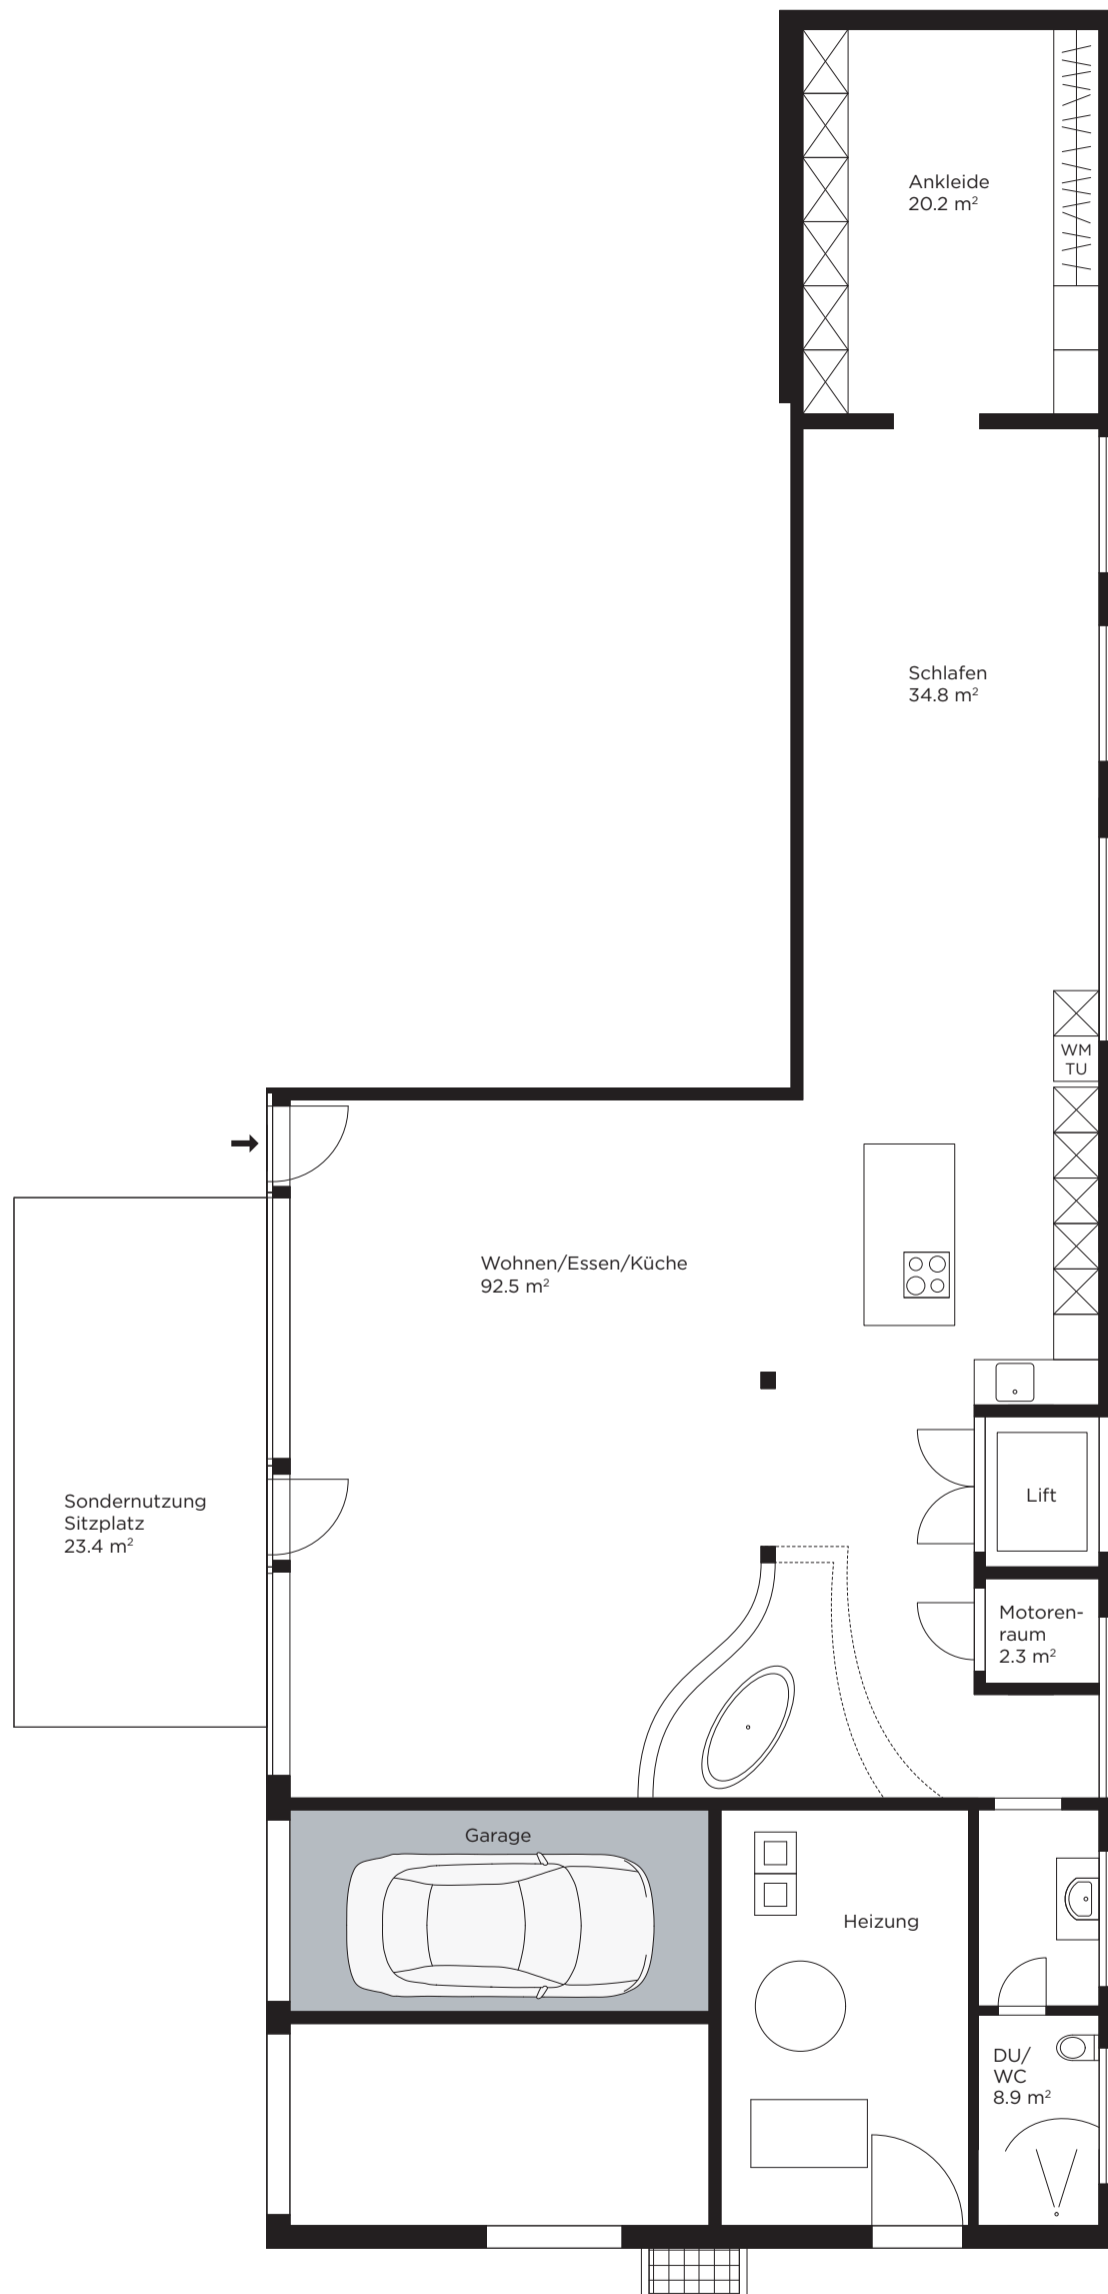 Ankleide
20.2 m²
Schlafen
34.8 m²
WM
TU
Wohnen/Essen/Küche
92.5 m²
Sondernutzung
Sitzplatz
23.4 m²
Lift
Motoren-
raum
2.3 m²
Garage
Heizung
DU/
WC
8.9 m²